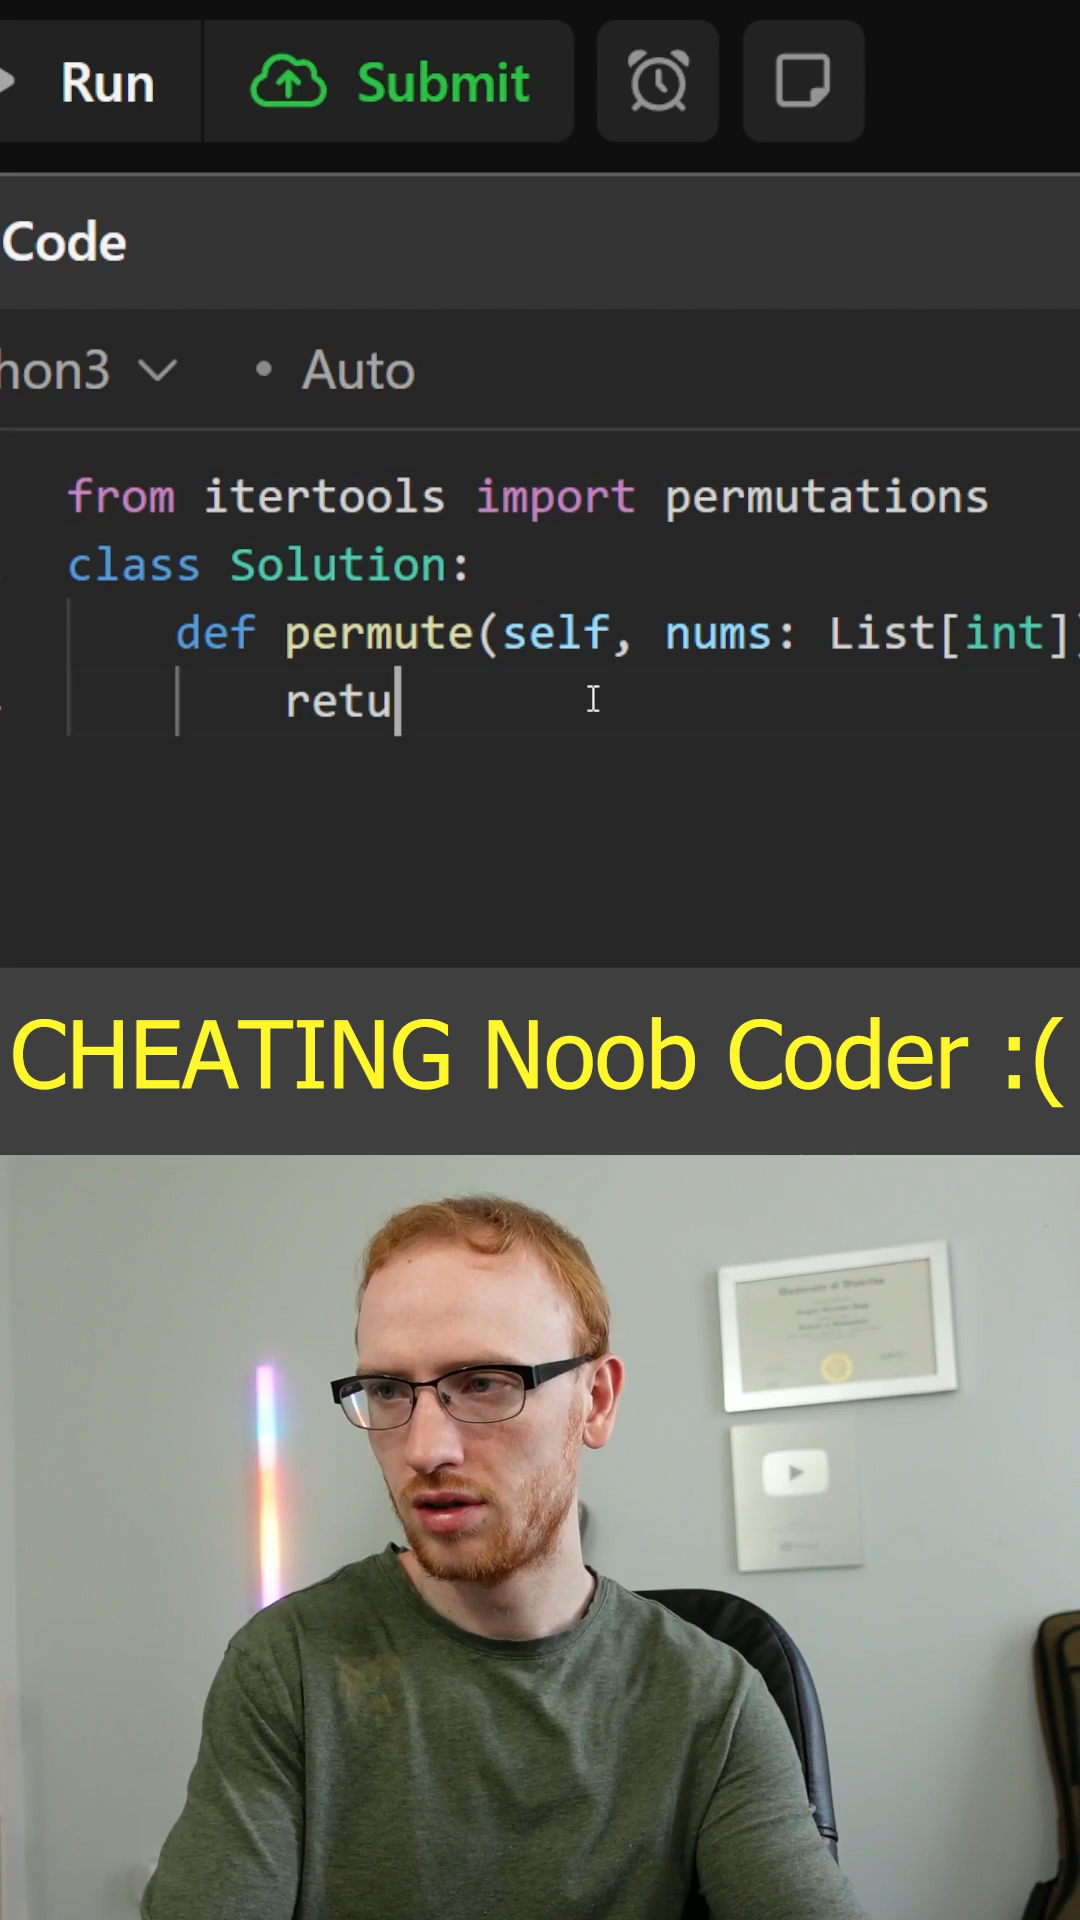 Run Submit
Code
hon3 Auto
from itertools import permutations
class Solution:
def permute(self, nums: List[int])
retu
CHEATING Noob Coder :(